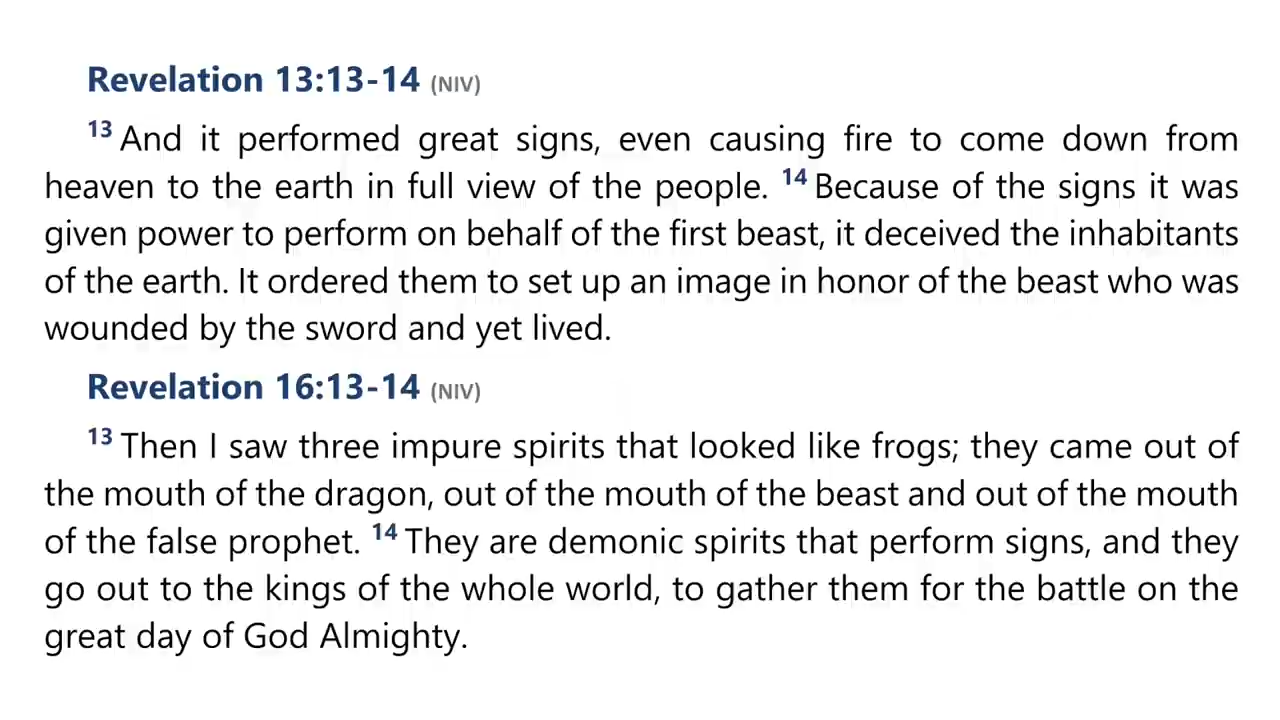 Revelation 13:13-14 (NIV)
13 And it performed great signs, even causing fire to come down from
heaven to the earth in full view of the people. 14 Because of the signs it was
given power to perform on behalf of the first beast, it deceived the inhabitants
of the earth. It ordered them to set up an image in honor of the beast who was
wounded by the sword and yet lived.
Revelation 16:13-14 (NIV)
13 Then I saw three impure spirits that looked like frogs; they came out of
the mouth of the dragon, out of the mouth of the beast and out of the mouth
of the false prophet. 14 They are demonic spirits that perform signs, and they
go out to the kings of the whole world, to gather them for the battle on the
great day of God Almighty.